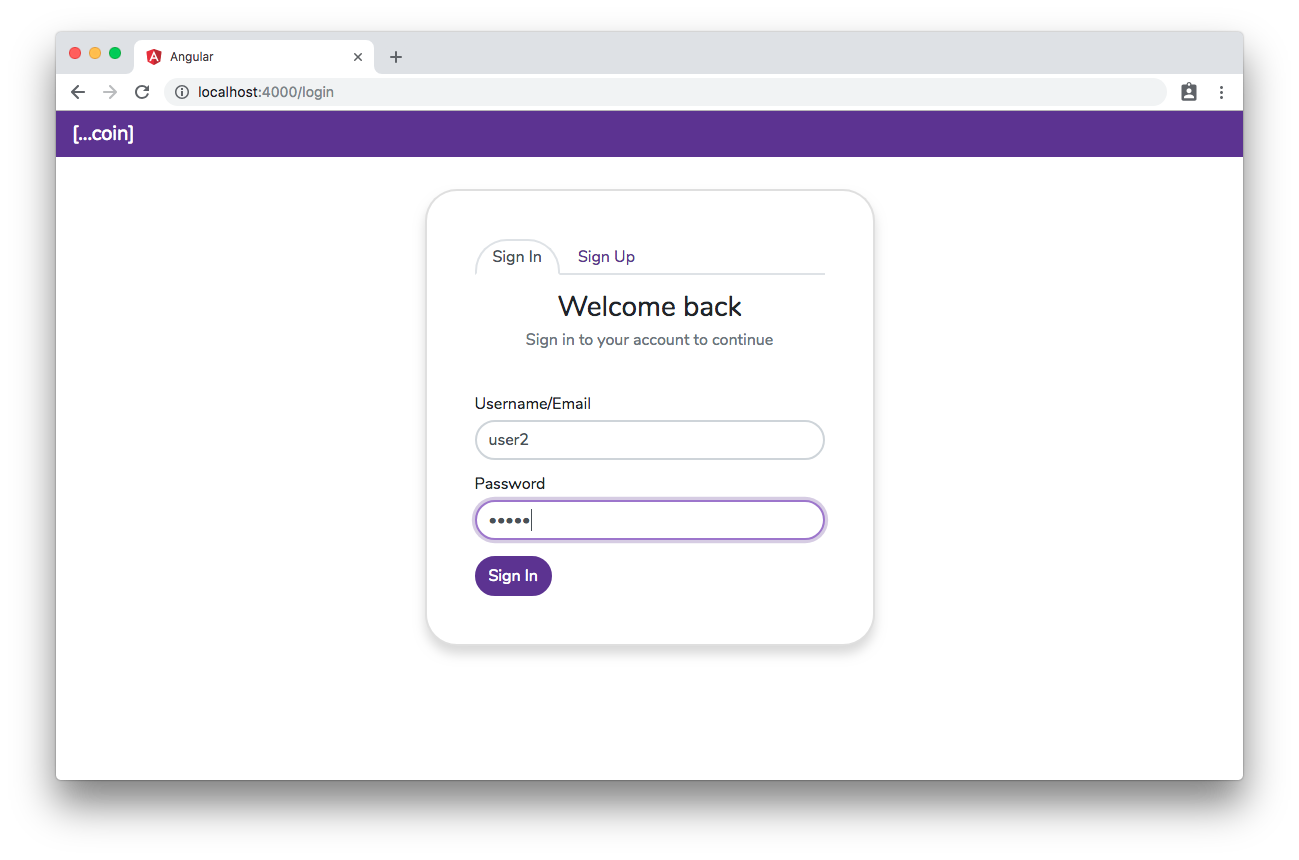 Angular
localhost:4000/login
[...coin]
Sign In Sign Up
Welcome back
Sign in to your account to continue
Username/Email
user2
Password
•••••
Sign In